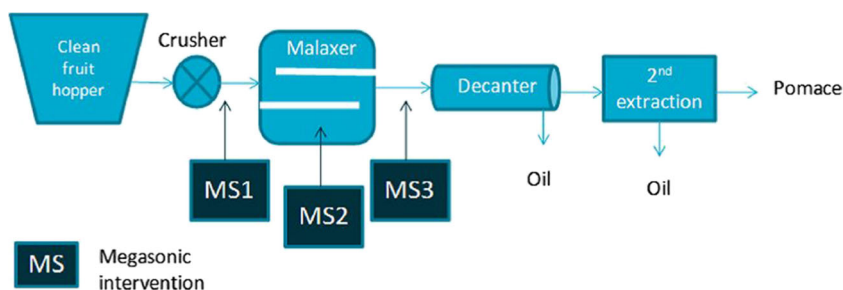 Clean
fruit
hopper
Crusher
Malaxer
Decanter
2nd
extraction
Pomace
MS1
MS2
MS3
Oil
Oil
MS
Megasonic
intervention